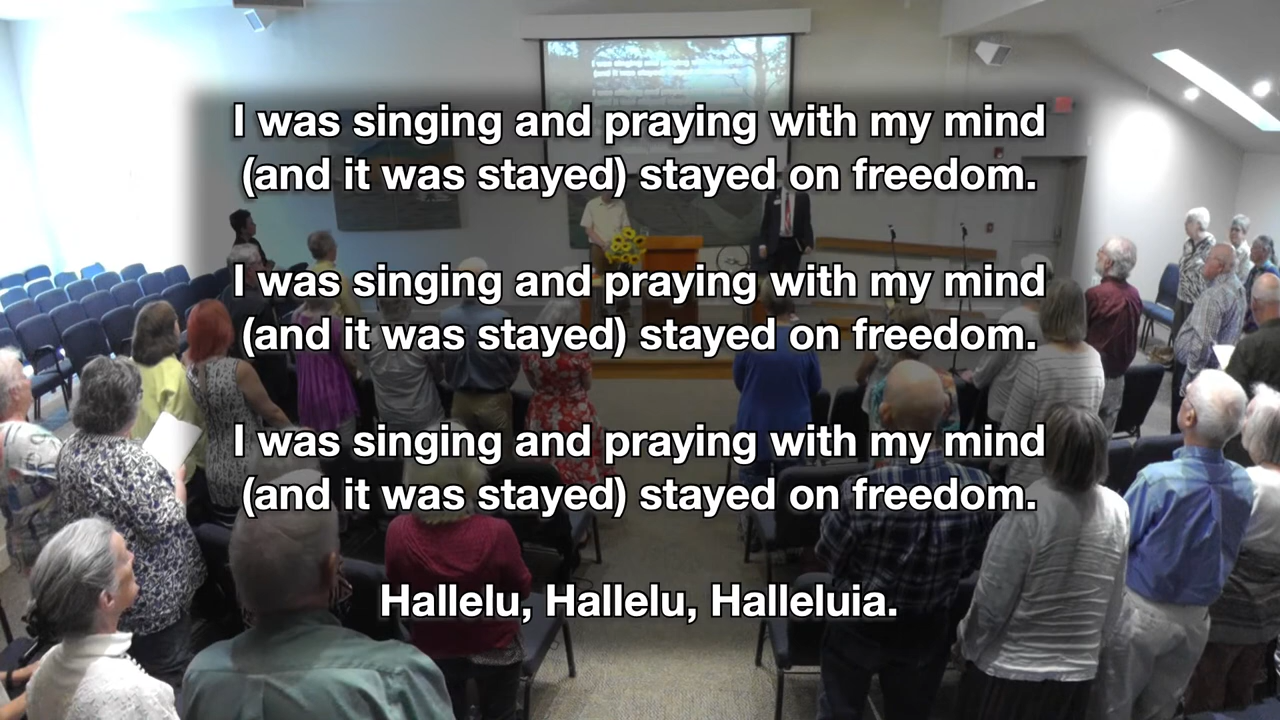 I was singing and praying with my mind
(and it was stayed) stayed on freedom.
I was singing and praying with my mind
(and it was stayed) stayed on freedom.
I was singing and praying with my mind
(and it was stayed) stayed on freedom.
Hallelu, Hallelu, Halleluia.